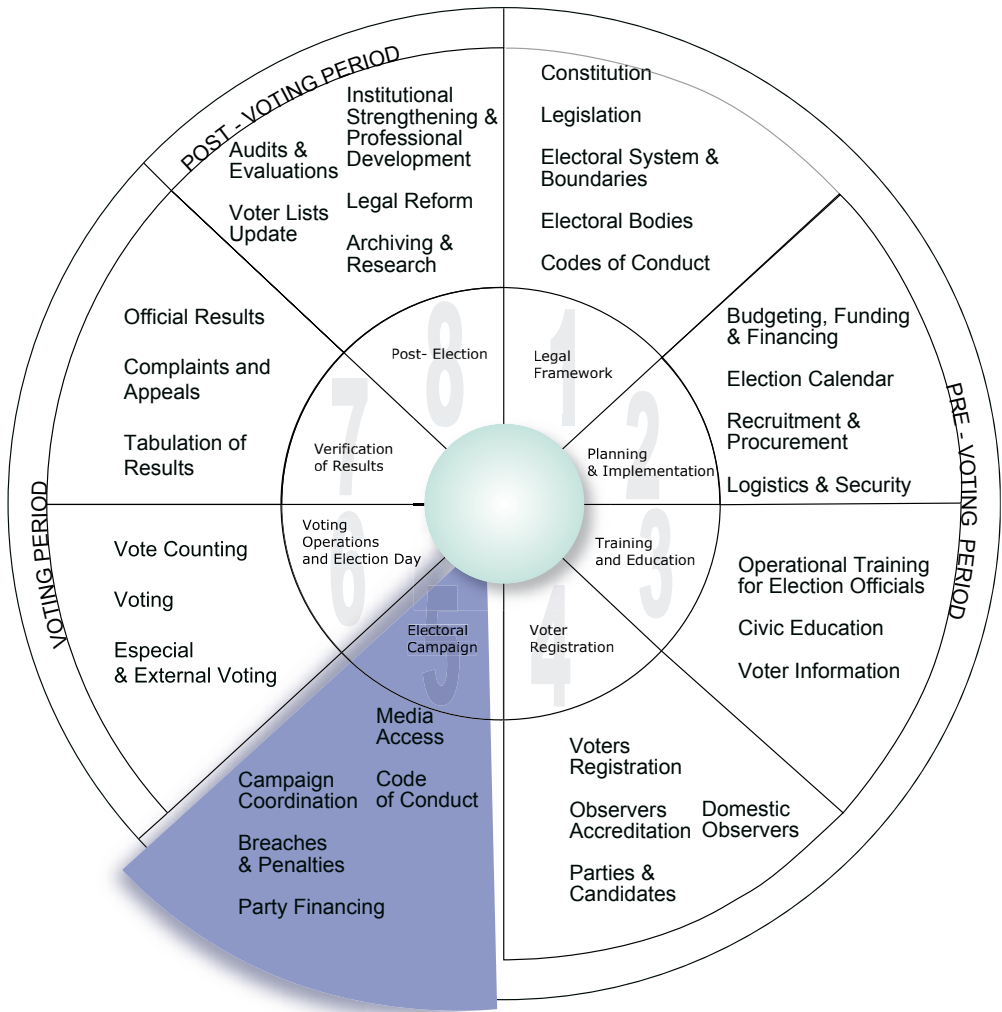 POST - VOTING PERIOD
PRE - VOTING PERIOD
VOTING PERIOD
1
Legal
Framework
Constitution
Legislation
Electoral System &
Boundaries
Electoral Bodies
Codes of Conduct
2
Planning
& Implementation
Budgeting, Funding
& Financing
Election Calendar
Recruitment &
Procurement
Logistics & Security
3
Training
and Education
Operational Training
for Election Officials
Civic Education
Voter Information
4
Voter
Registration
Voters
Registration
Observers
Accreditation
Domestic
Observers
Parties &
Candidates
5
Electoral
Campaign
Media
Access
Code
of Conduct
Campaign
Coordination
Breaches
& Penalties
Party Financing
6
Voting
Operations
and Election Day
Vote Counting
Voting
Especial
& External Voting
7
Verification
of Results
Official Results
Complaints and
Appeals
Tabulation of
Results
8
Post- Election
Audits &
Evaluations
Voter Lists
Update
Institutional
Strengthening &
Professional
Development
Legal Reform
Archiving &
Research